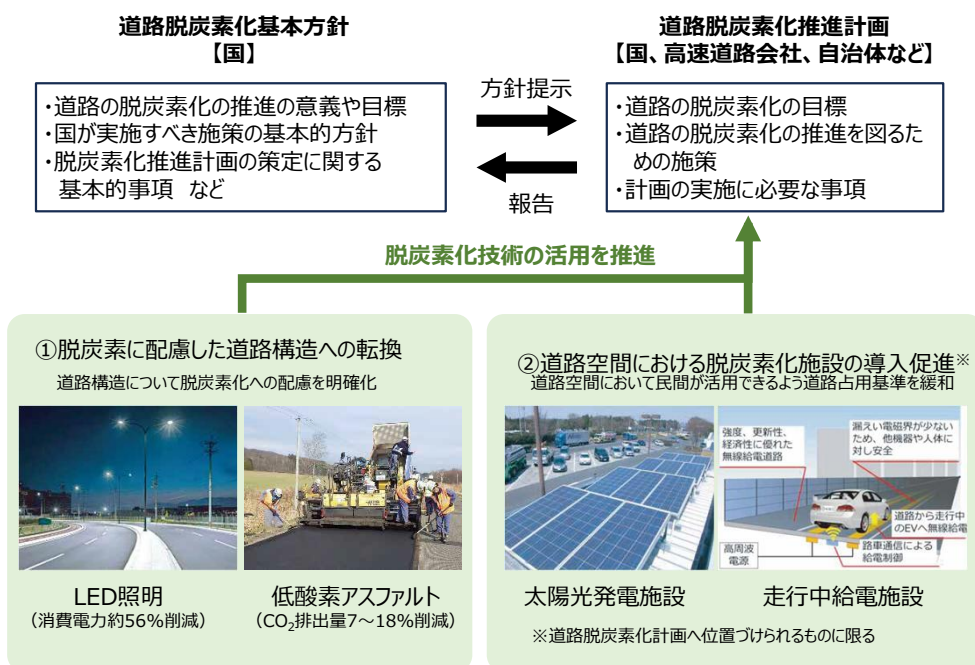 道路脱炭素化基本方針
【国】
・道路の脱炭素化の推進の意義や目標
・国が実施すべき施策の基本的方針
・脱炭素化推進計画の策定に関する
基本的事項 など
方針提示
報告
道路脱炭素化推進計画
【国、高速道路会社、自治体など】
・道路の脱炭素化の目標
・道路の脱炭素化の推進を図るた
めの施策
・計画の実施に必要な事項
脱炭素化技術の活用を推進
①脱炭素に配慮した道路構造への転換
道路構造について脱炭素化への配慮を明確化
LED照明
(消費電力約56%削減)
低酸素アスファルト
(CO₂排出量7～18%削減)
②道路空間における脱炭素化施設の導入促進※
道路空間において民間が活用できるよう道路占用基準を緩和
強度、更新性、
経済性に優れた
無線給電道路
漏えい電磁界が少ない
ため、他機器や人体に
対し安全
道路から走行中
のEVへ無線給電
高周波
電源
路車通信による
給電制御
太陽光発電施設
走行中給電施設
※道路脱炭素化計画へ位置づけられるものに限る